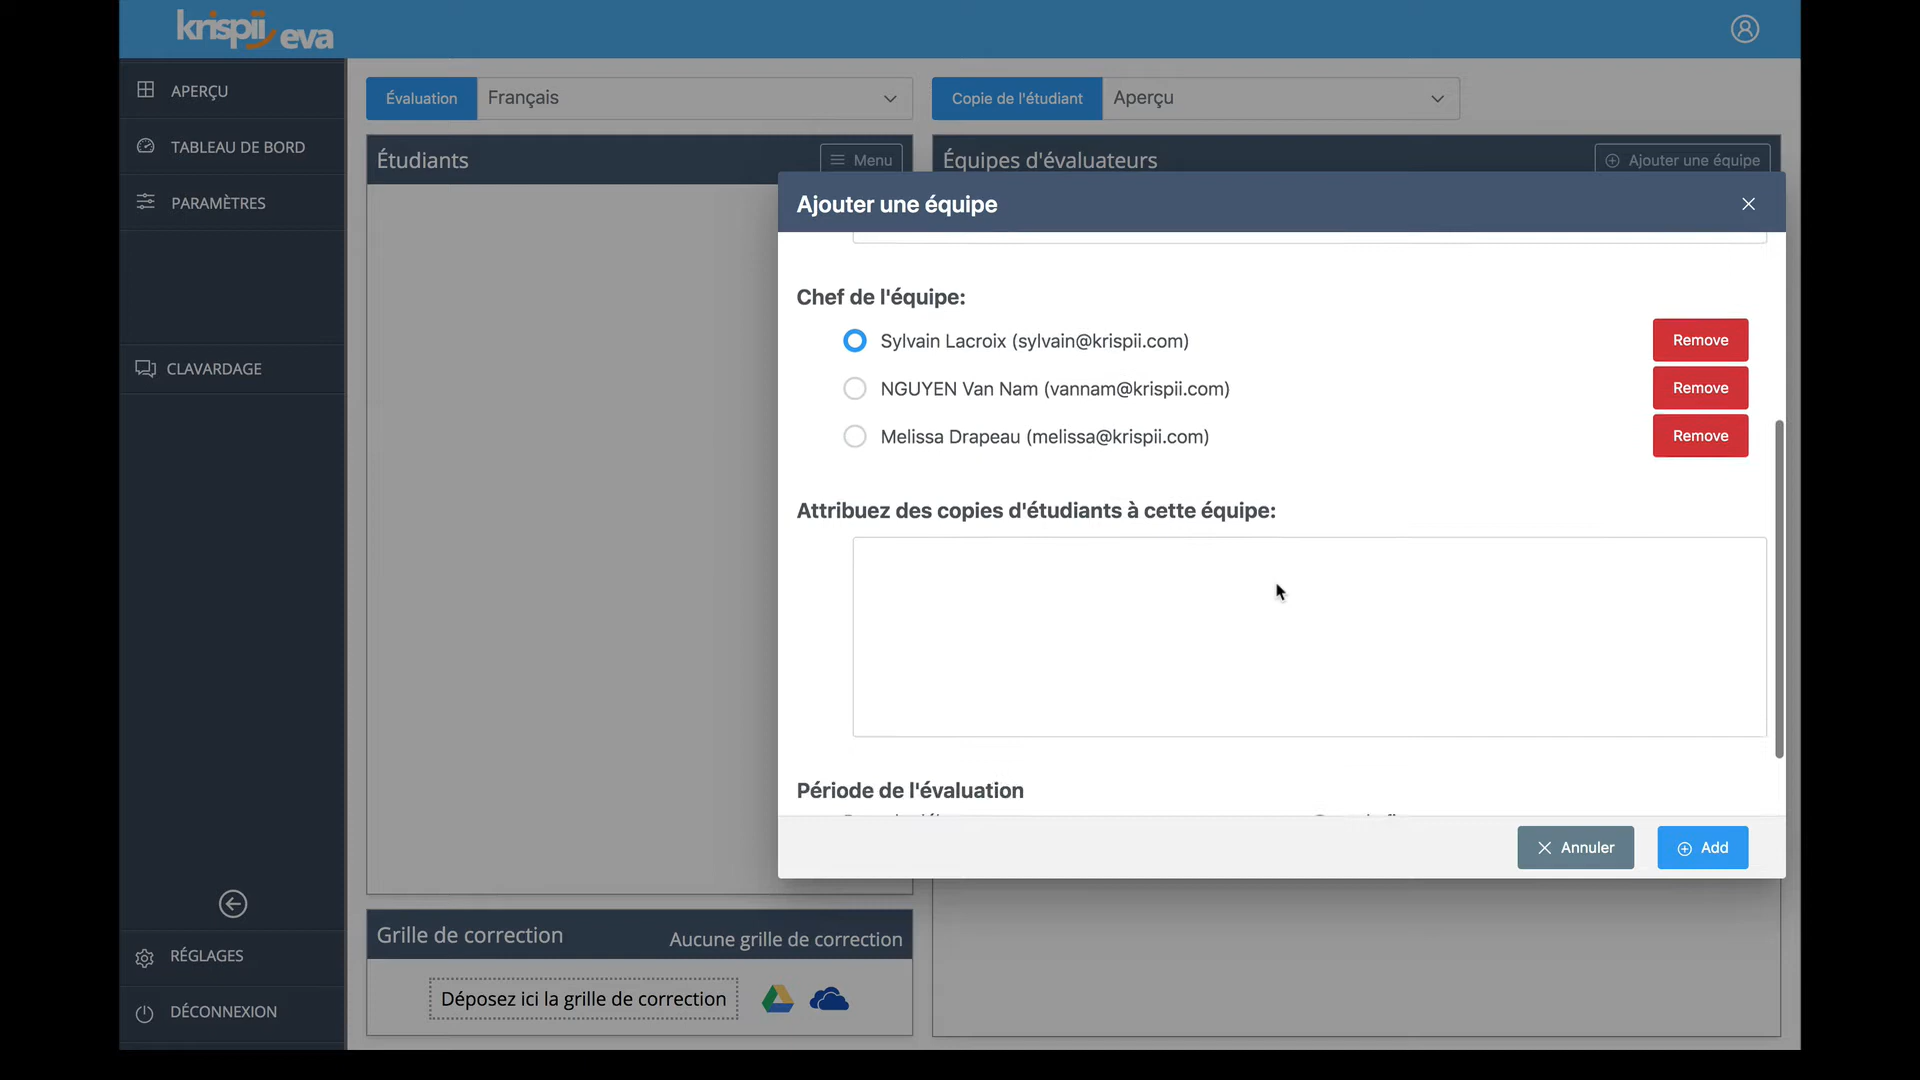 krispii eva
APERÇU
TABLEAU DE BORD
PARAMÈTRES
CLAVARDAGE
RÉGLAGES
DÉCONNEXION
Évaluation
Français
Copie de l'étudiant
Aperçu
Étudiants
Menu
Équipes d'évaluateurs
Ajouter une équipe
Ajouter une équipe
Chef de l'équipe:
Sylvain Lacroix (sylvain@krispii.com)
Remove
NGUYEN Van Nam (vannam@krispii.com)
Remove
Melissa Drapeau (melissa@krispii.com)
Remove
Attribuez des copies d'étudiants à cette équipe:
Période de l'évaluation
Annuler
Add
Grille de correction
Aucune grille de correction
Déposez ici la grille de correction